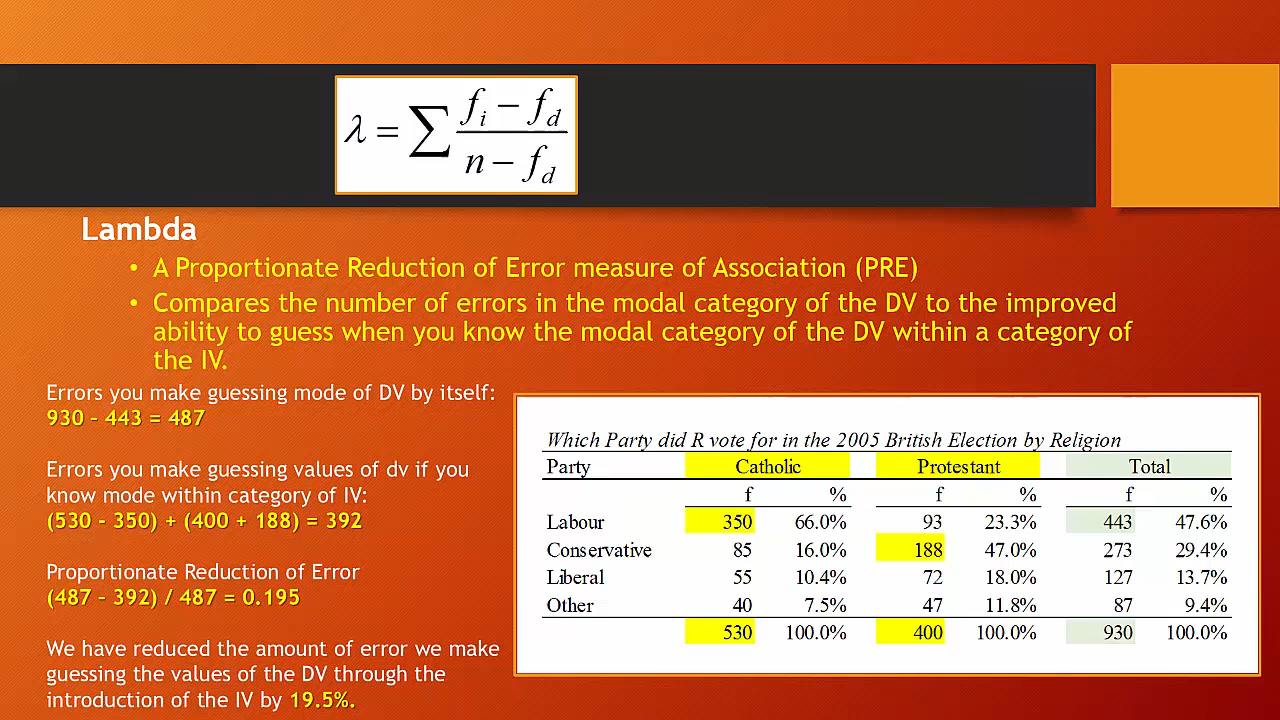 λ = ∑ (f_i − f_d) / (n − f_d)
Lambda
• A Proportionate Reduction of Error measure of Association (PRE)
• Compares the number of errors in the modal category of the DV to the improved
ability to guess when you know the modal category of the DV within a category of
the IV.
Errors you make guessing mode of DV by itself:
930 – 443 = 487
Errors you make guessing values of dv if you
know mode within category of IV:
(530 – 350) + (400 + 188) = 392
Proportionate Reduction of Error
(487 – 392) / 487 = 0.195
We have reduced the amount of error we make
guessing the values of the DV through the
introduction of the IV by 19.5%.
Which Party did R vote for in the 2005 British Election by Religion
Party Catholic Protestant Total
f % f % f %
Labour 350 66.0% 93 23.3% 443 47.6%
Conservative 85 16.0% 188 47.0% 273 29.4%
Liberal 55 10.4% 72 18.0% 127 13.7%
Other 40 7.5% 47 11.8% 87 9.4%
530 100.0% 400 100.0% 930 100.0%